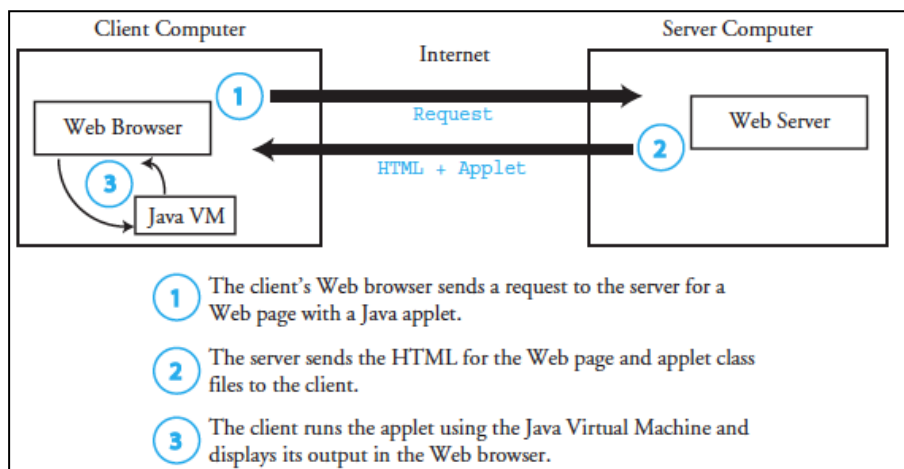 Client Computer
Server Computer
Internet
1
Request
Web Browser
Web Server
2
HTML + Applet
3
Java VM
1
The client's Web browser sends a request to the server for a
Web page with a Java applet.
2
The server sends the HTML for the Web page and applet class
files to the client.
3
The client runs the applet using the Java Virtual Machine and
displays its output in the Web browser.